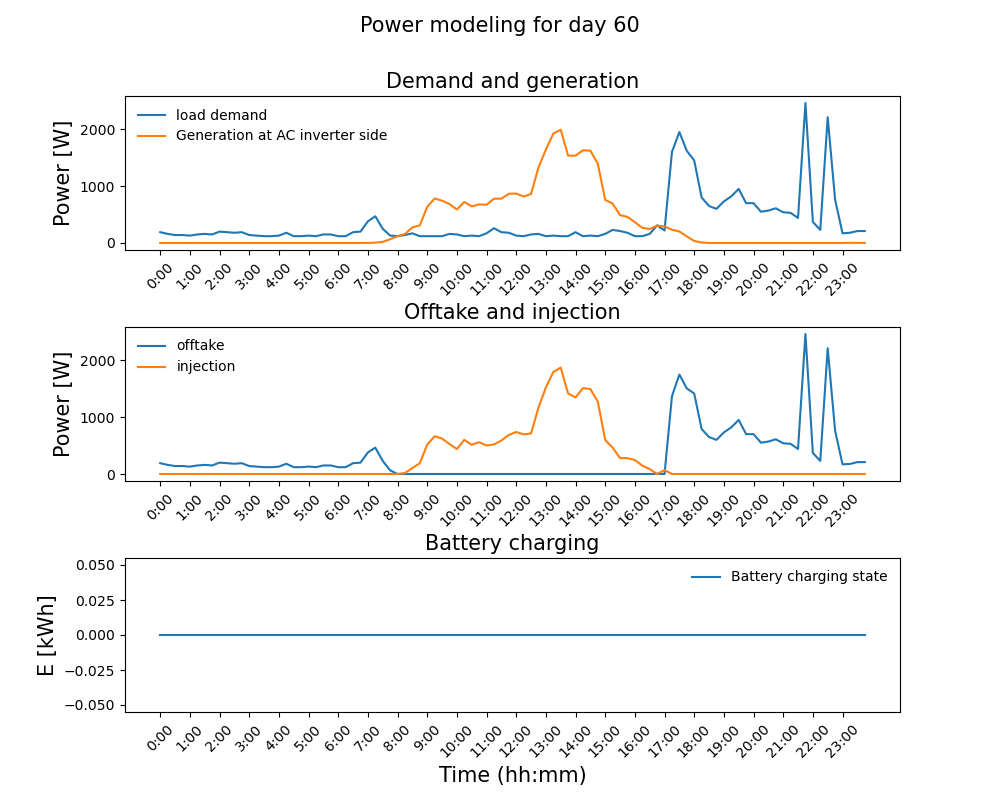 Power modeling for day 60
Demand and generation
Power [W]
2000
1000
0
load demand
Generation at AC inverter side
0:00 1:00 2:00 3:00 4:00 5:00 6:00 7:00 8:00 9:00 10:00 11:00 12:00 13:00 14:00 15:00 16:00 17:00 18:00 19:00 20:00 21:00 22:00 23:00
Offtake and injection
Power [W]
2000
1000
0
offtake
injection
0:00 1:00 2:00 3:00 4:00 5:00 6:00 7:00 8:00 9:00 10:00 11:00 12:00 13:00 14:00 15:00 16:00 17:00 18:00 19:00 20:00 21:00 22:00 23:00
Battery charging
E [kWh]
0.050
0.025
0.000
−0.025
−0.050
Battery charging state
0:00 1:00 2:00 3:00 4:00 5:00 6:00 7:00 8:00 9:00 10:00 11:00 12:00 13:00 14:00 15:00 16:00 17:00 18:00 19:00 20:00 21:00 22:00 23:00
Time (hh:mm)